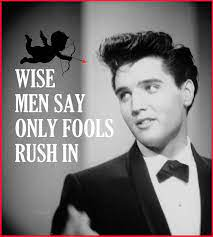 WISE
MEN SAY
ONLY FOOLS
RUSH IN